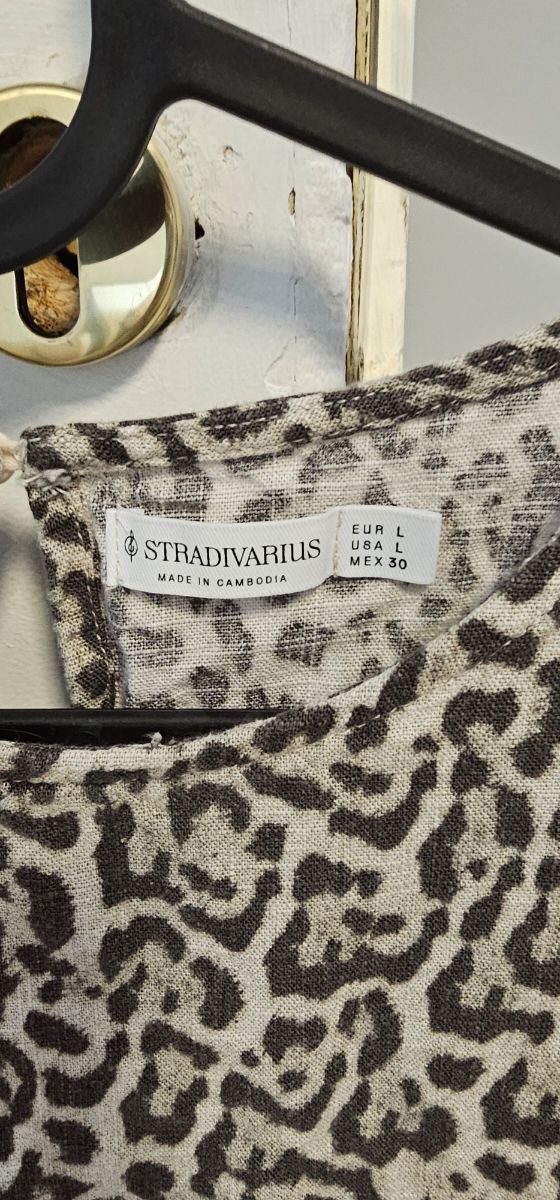 STRADIVARIUS
MADE IN CAMBODIA
EUR L
USA L
MEX 30